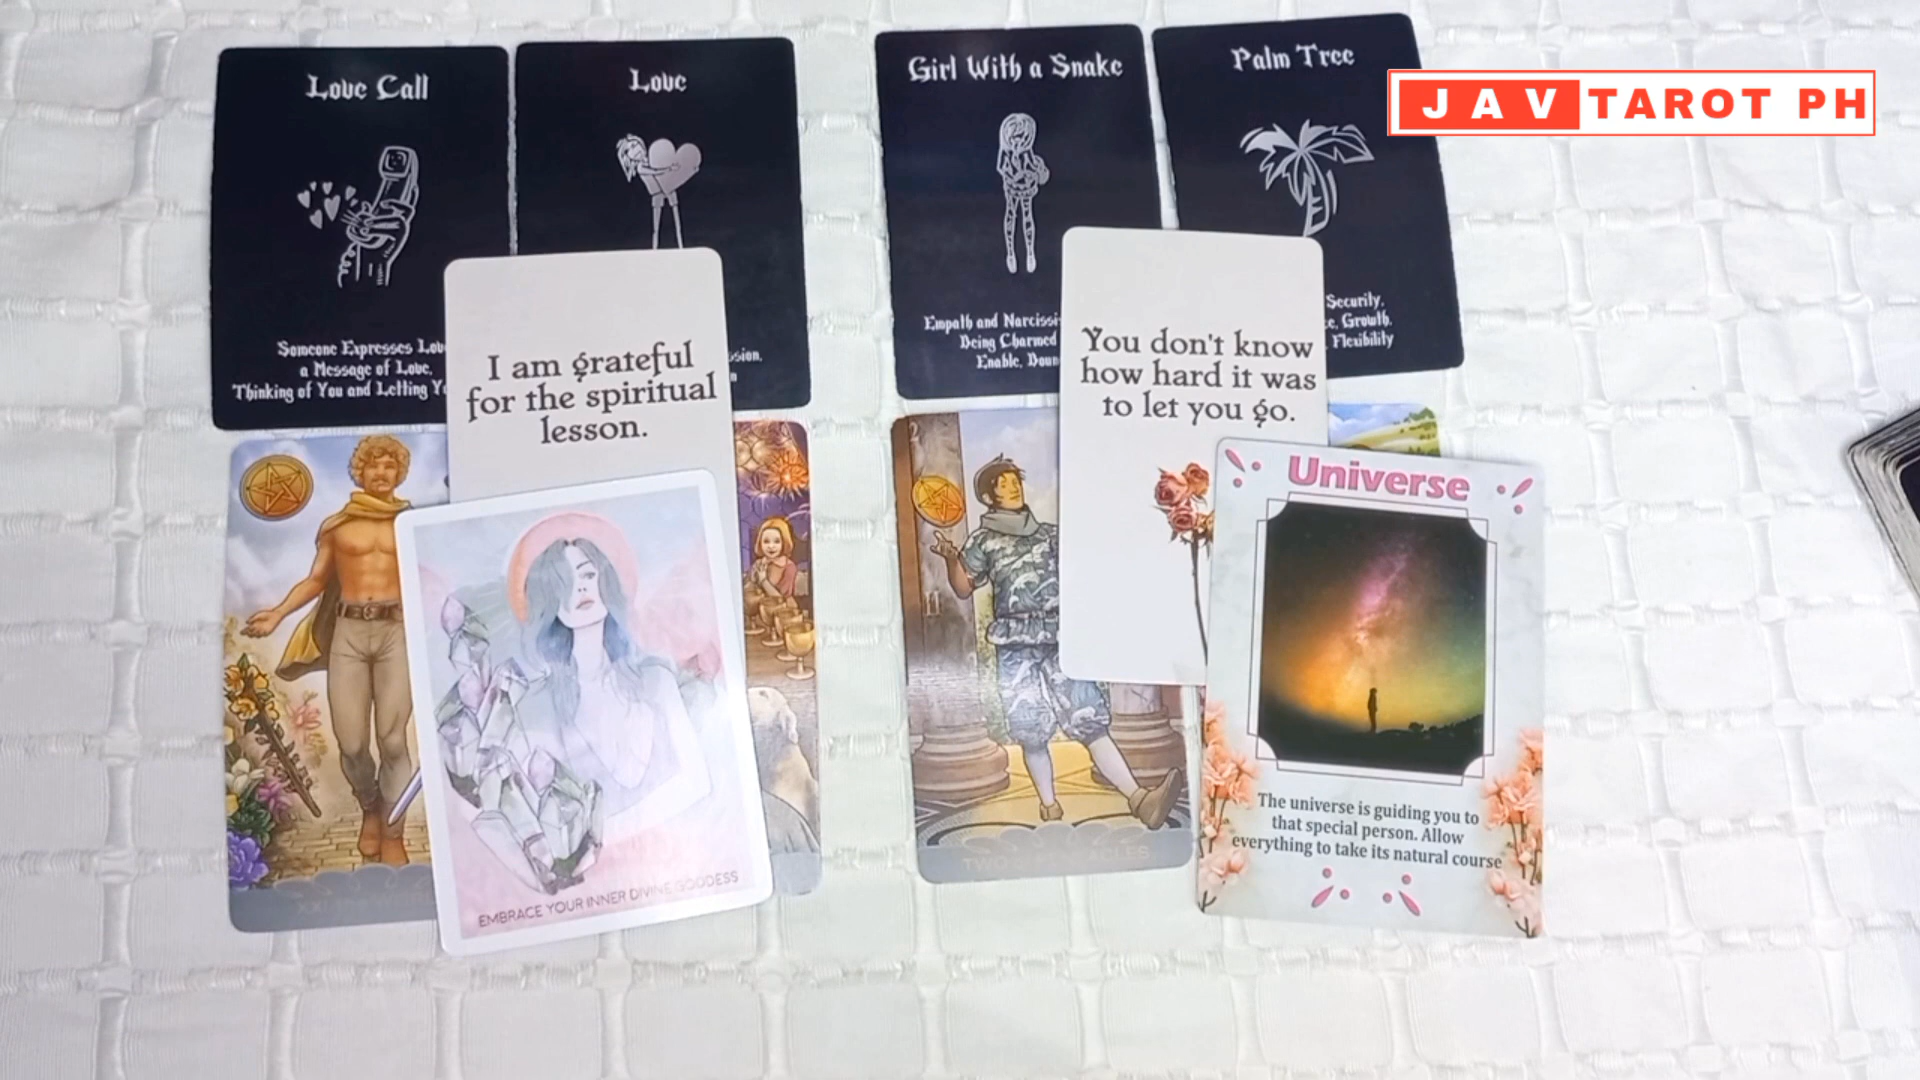 Love Call
Love
Girl With a Snake
Palm Tree
JAV TAROT PH
Someone Expresses
a Message of Love,
Thinking of You and Letting
I am grateful
for the spiritual
lesson.
Empath and
Being Charmed
Enable,
You don't know
how hard it was
to let you go.
Security,
Growth,
Flexibility
2
Universe
The universe is guiding you to
that special person. Allow
everything to take its natural course
EMBRACE YOUR INNER DIVINE GODDESS